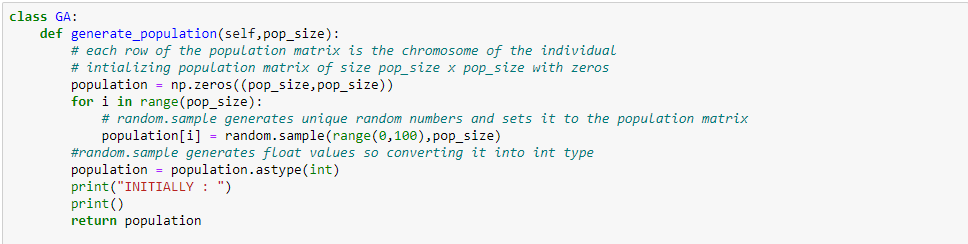 class GA:
    def generate_population(self,pop_size):
        # each row of the population matrix is the chromosome of the individual
        # intializing population matrix of size pop_size x pop_size with zeros
        population = np.zeros((pop_size,pop_size))
        for i in range(pop_size):
            # random.sample generates unique random numbers and sets it to the population matrix
            population[i] = random.sample(range(0,100),pop_size)
        #random.sample generates float values so converting it into int type
        population = population.astype(int)
        print("INITIALLY : ")
        print()
        return population